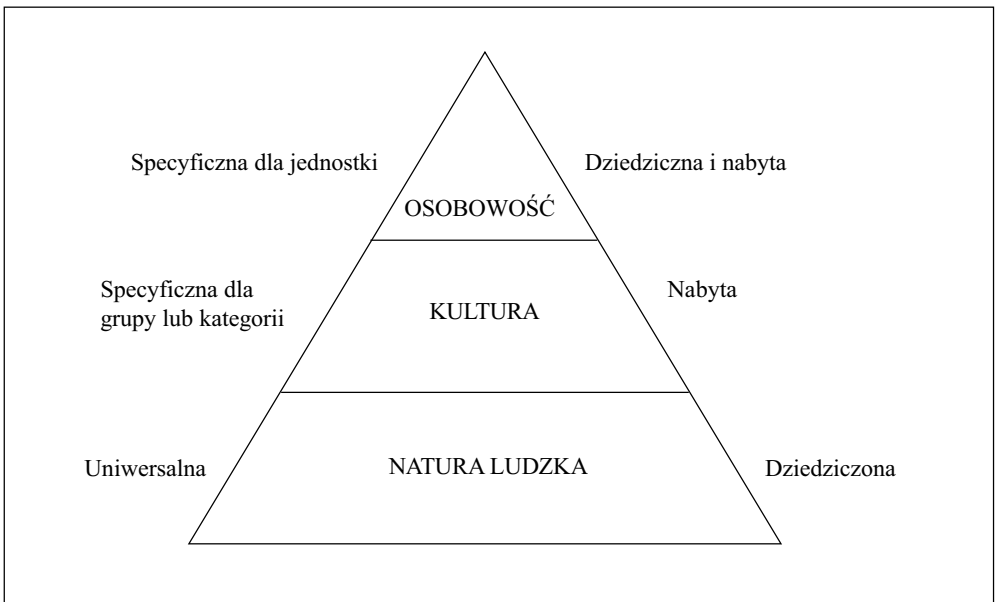 Specyficzna dla jednostki
Dziedziczna i nabyta
OSOBOWOŚĆ
Specyficzna dla
grupy lub kategorii
KULTURA
Nabyta
Uniwersalna
NATURA LUDZKA
Dziedziczona